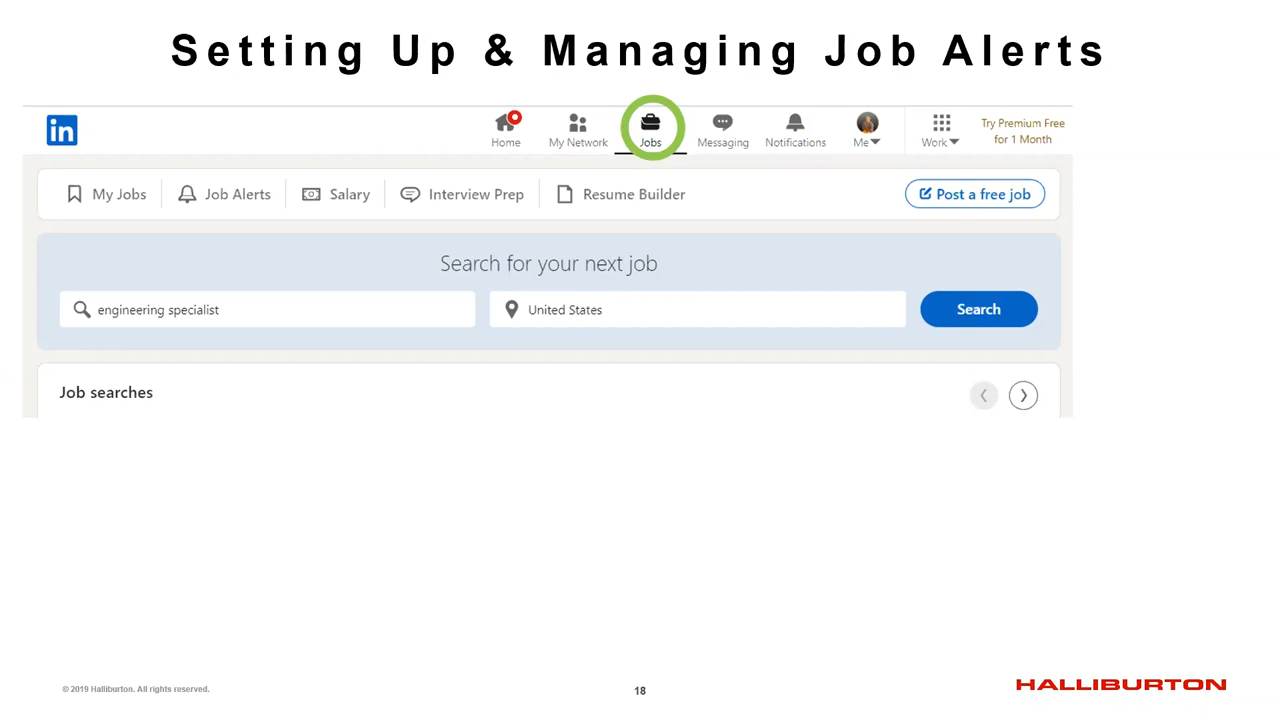 Setting Up & Managing Job Alerts
in
Home My Network Jobs Messaging Notifications Me Work Try Premium Free
for 1 Month
My Jobs Job Alerts Salary Interview Prep Resume Builder Post a free job
Search for your next job
engineering specialist United States Search
Job searches
© 2019 Halliburton. All rights reserved. 18 HALLIBURTON